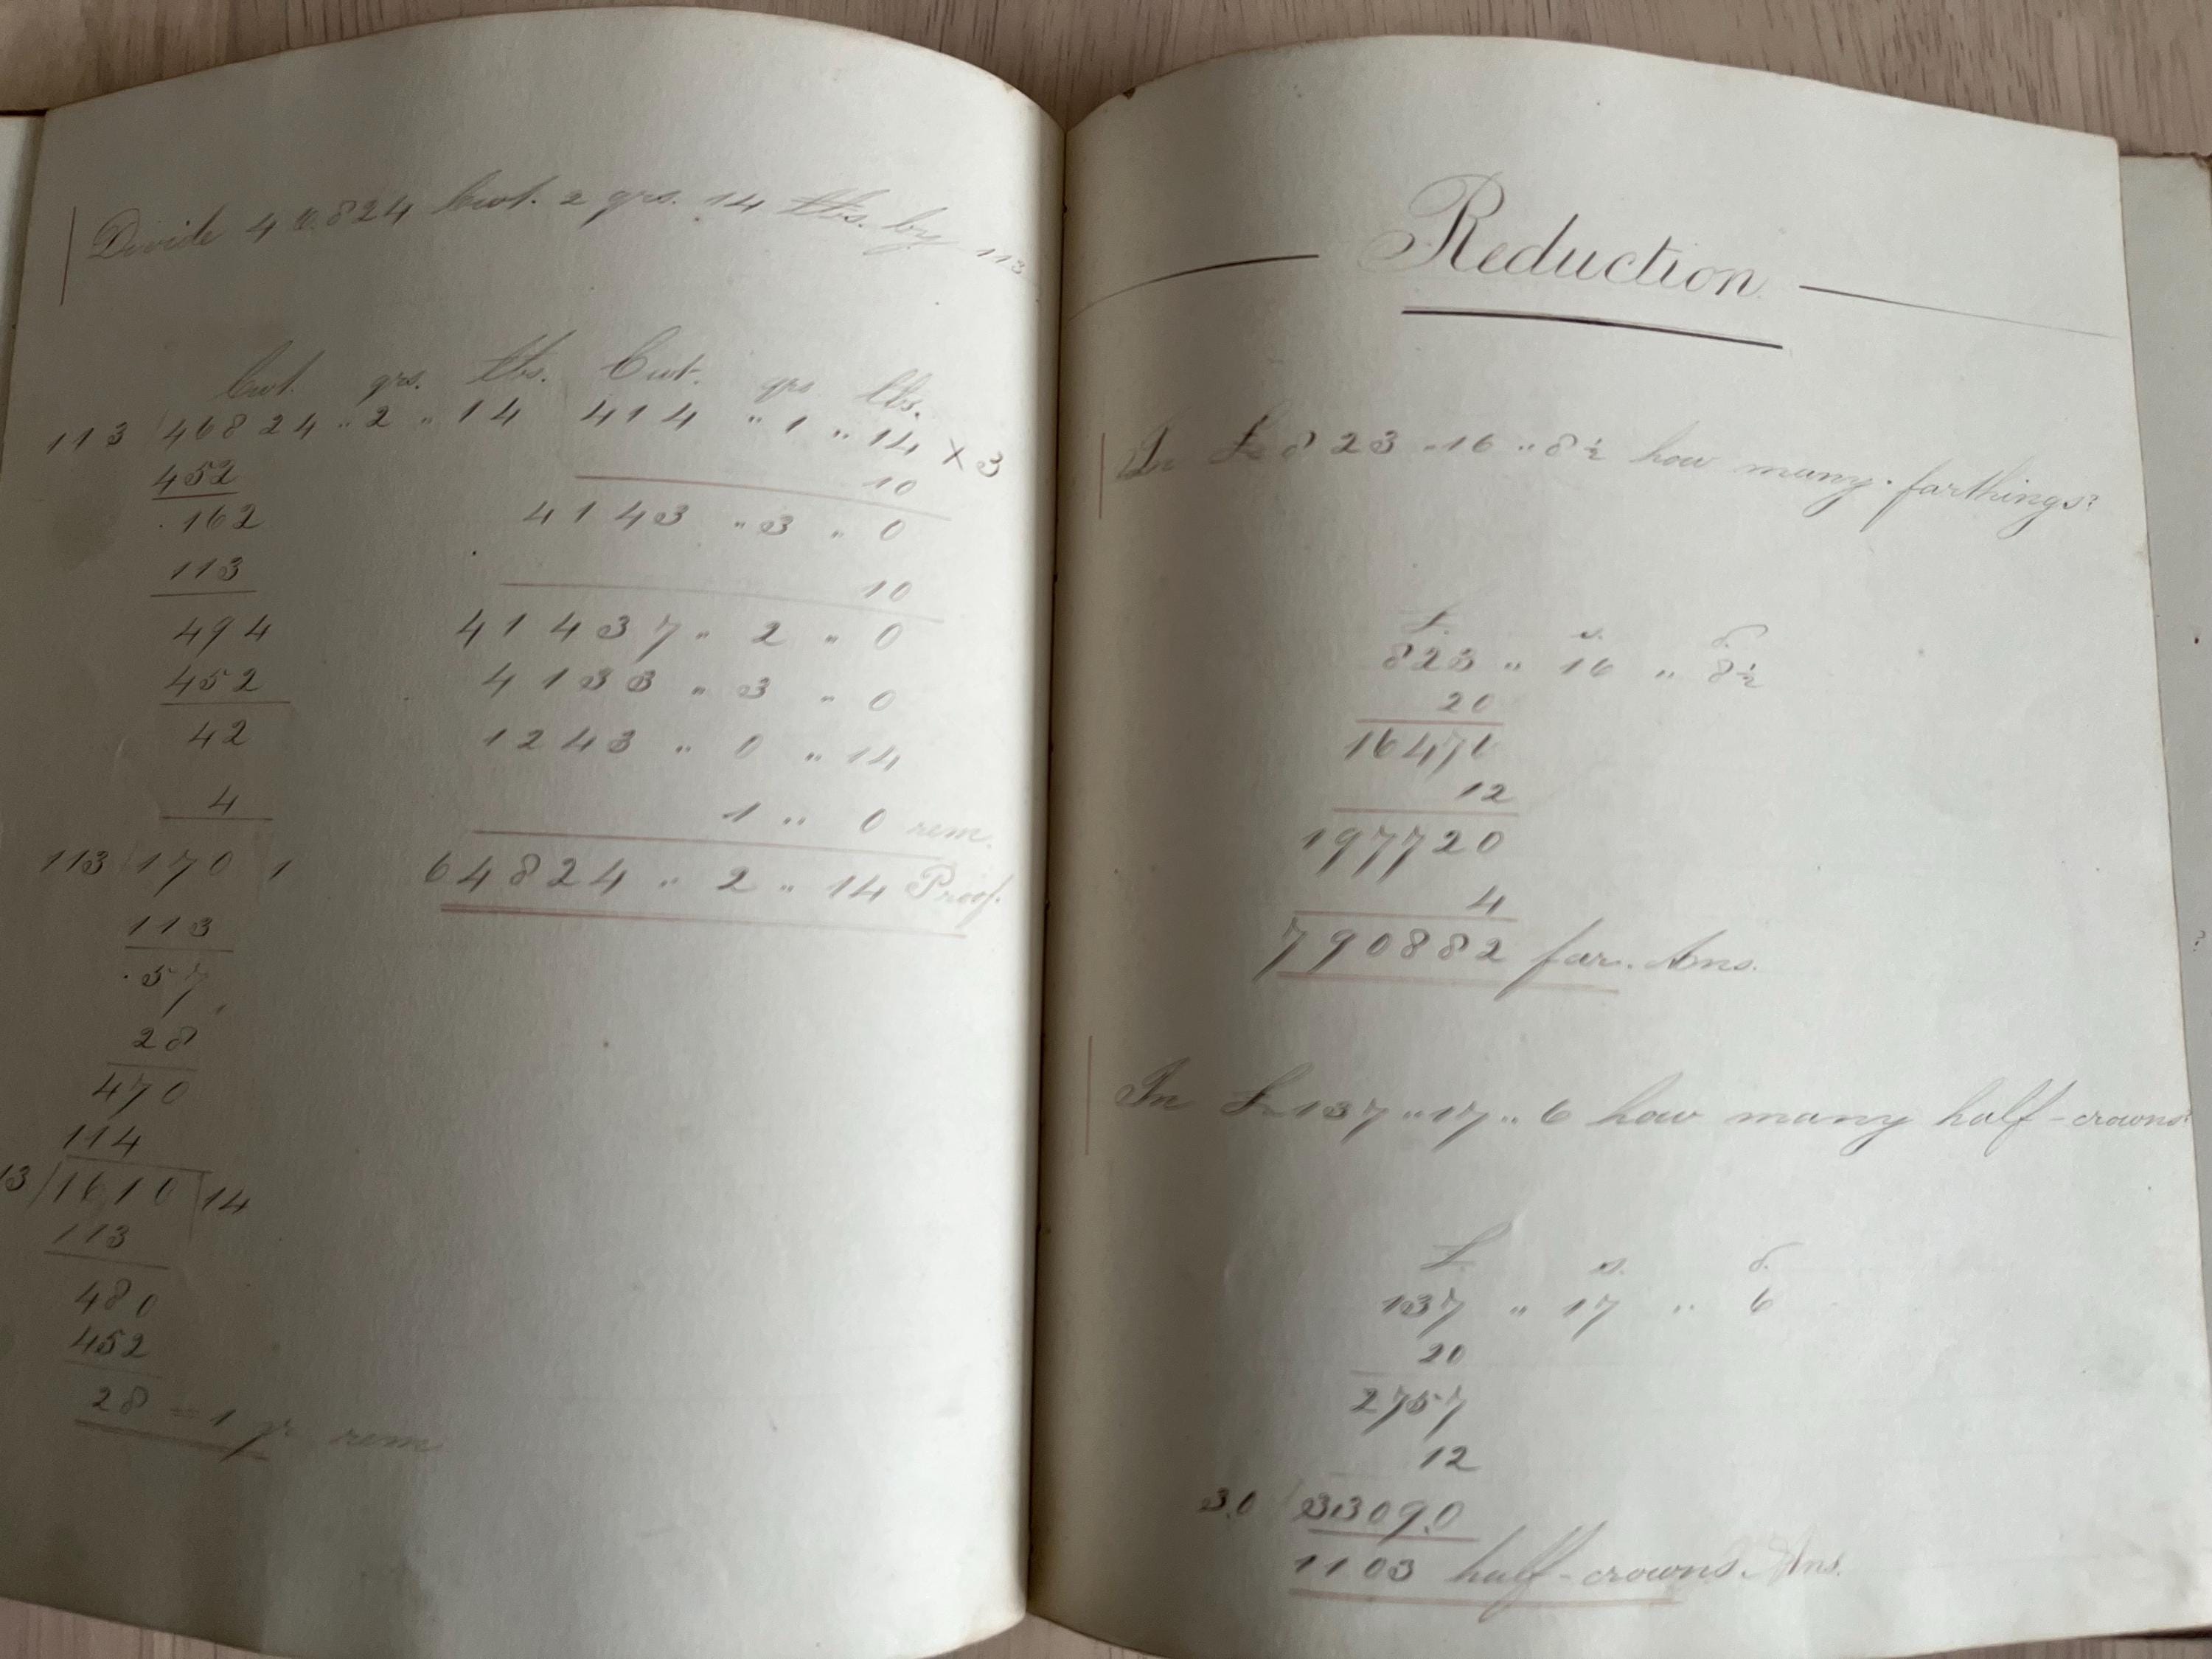 Divide 46824 Cwt. 2 qrs. 14 lbs. by 113
Cwt. qrs. lbs. Cwt. qrs lbs.
113 46824 " 2 " 14 414 " 1 " 14 × 3
452 10
162 4143 " 3 " 0
113 10
494 41437 " 2 " 0
452 4133 " 3 " 0
42 1243 " 0 " 14
4 1 " 0 rem.
113 170 1 64824 " 2 " 14 Proof.
113
57
28
470
114
13 1610 14
113
480
452
28 = 1 qr rem
Reduction
In £823 " 16 " 8½ how many farthings?
£. s. d.
823 " 16 " 8½
20
16476
12
197720
4
790882 far. Ans.
In £137 " 17 " 6 how many half-crowns?
£. s. d.
137 " 17 " 6
20
2757
12
3.0 3309.0
1103 half-crowns. Ans.